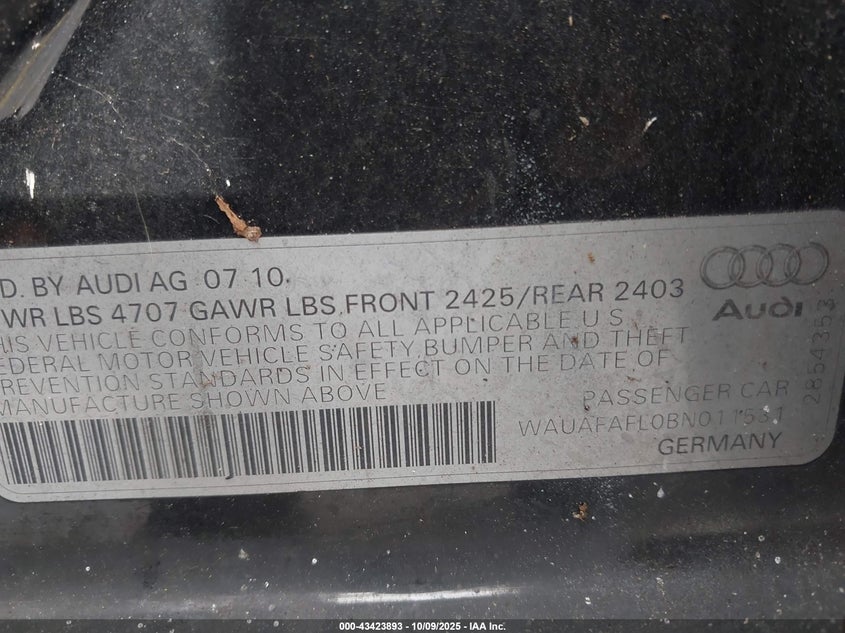 D. BY AUDI AG 07 10
WR LBS 4707 GAWR LBS FRONT 2425/REAR 2403
HIS VEHICLE CONFORMS TO ALL APPLICABLE U S
EDERAL MOTOR VEHICLE SAFETY BUMPER AND THEFT
REVENTION STANDARDS IN EFFECT ON THE DATE OF
MANUFACTURE SHOWN ABOVE
PASSENGER CAR
WAUAFAFL0BN011531
GERMANY
Audi
2854353
000-43423893 - 10/09/2025 - IAA Inc.